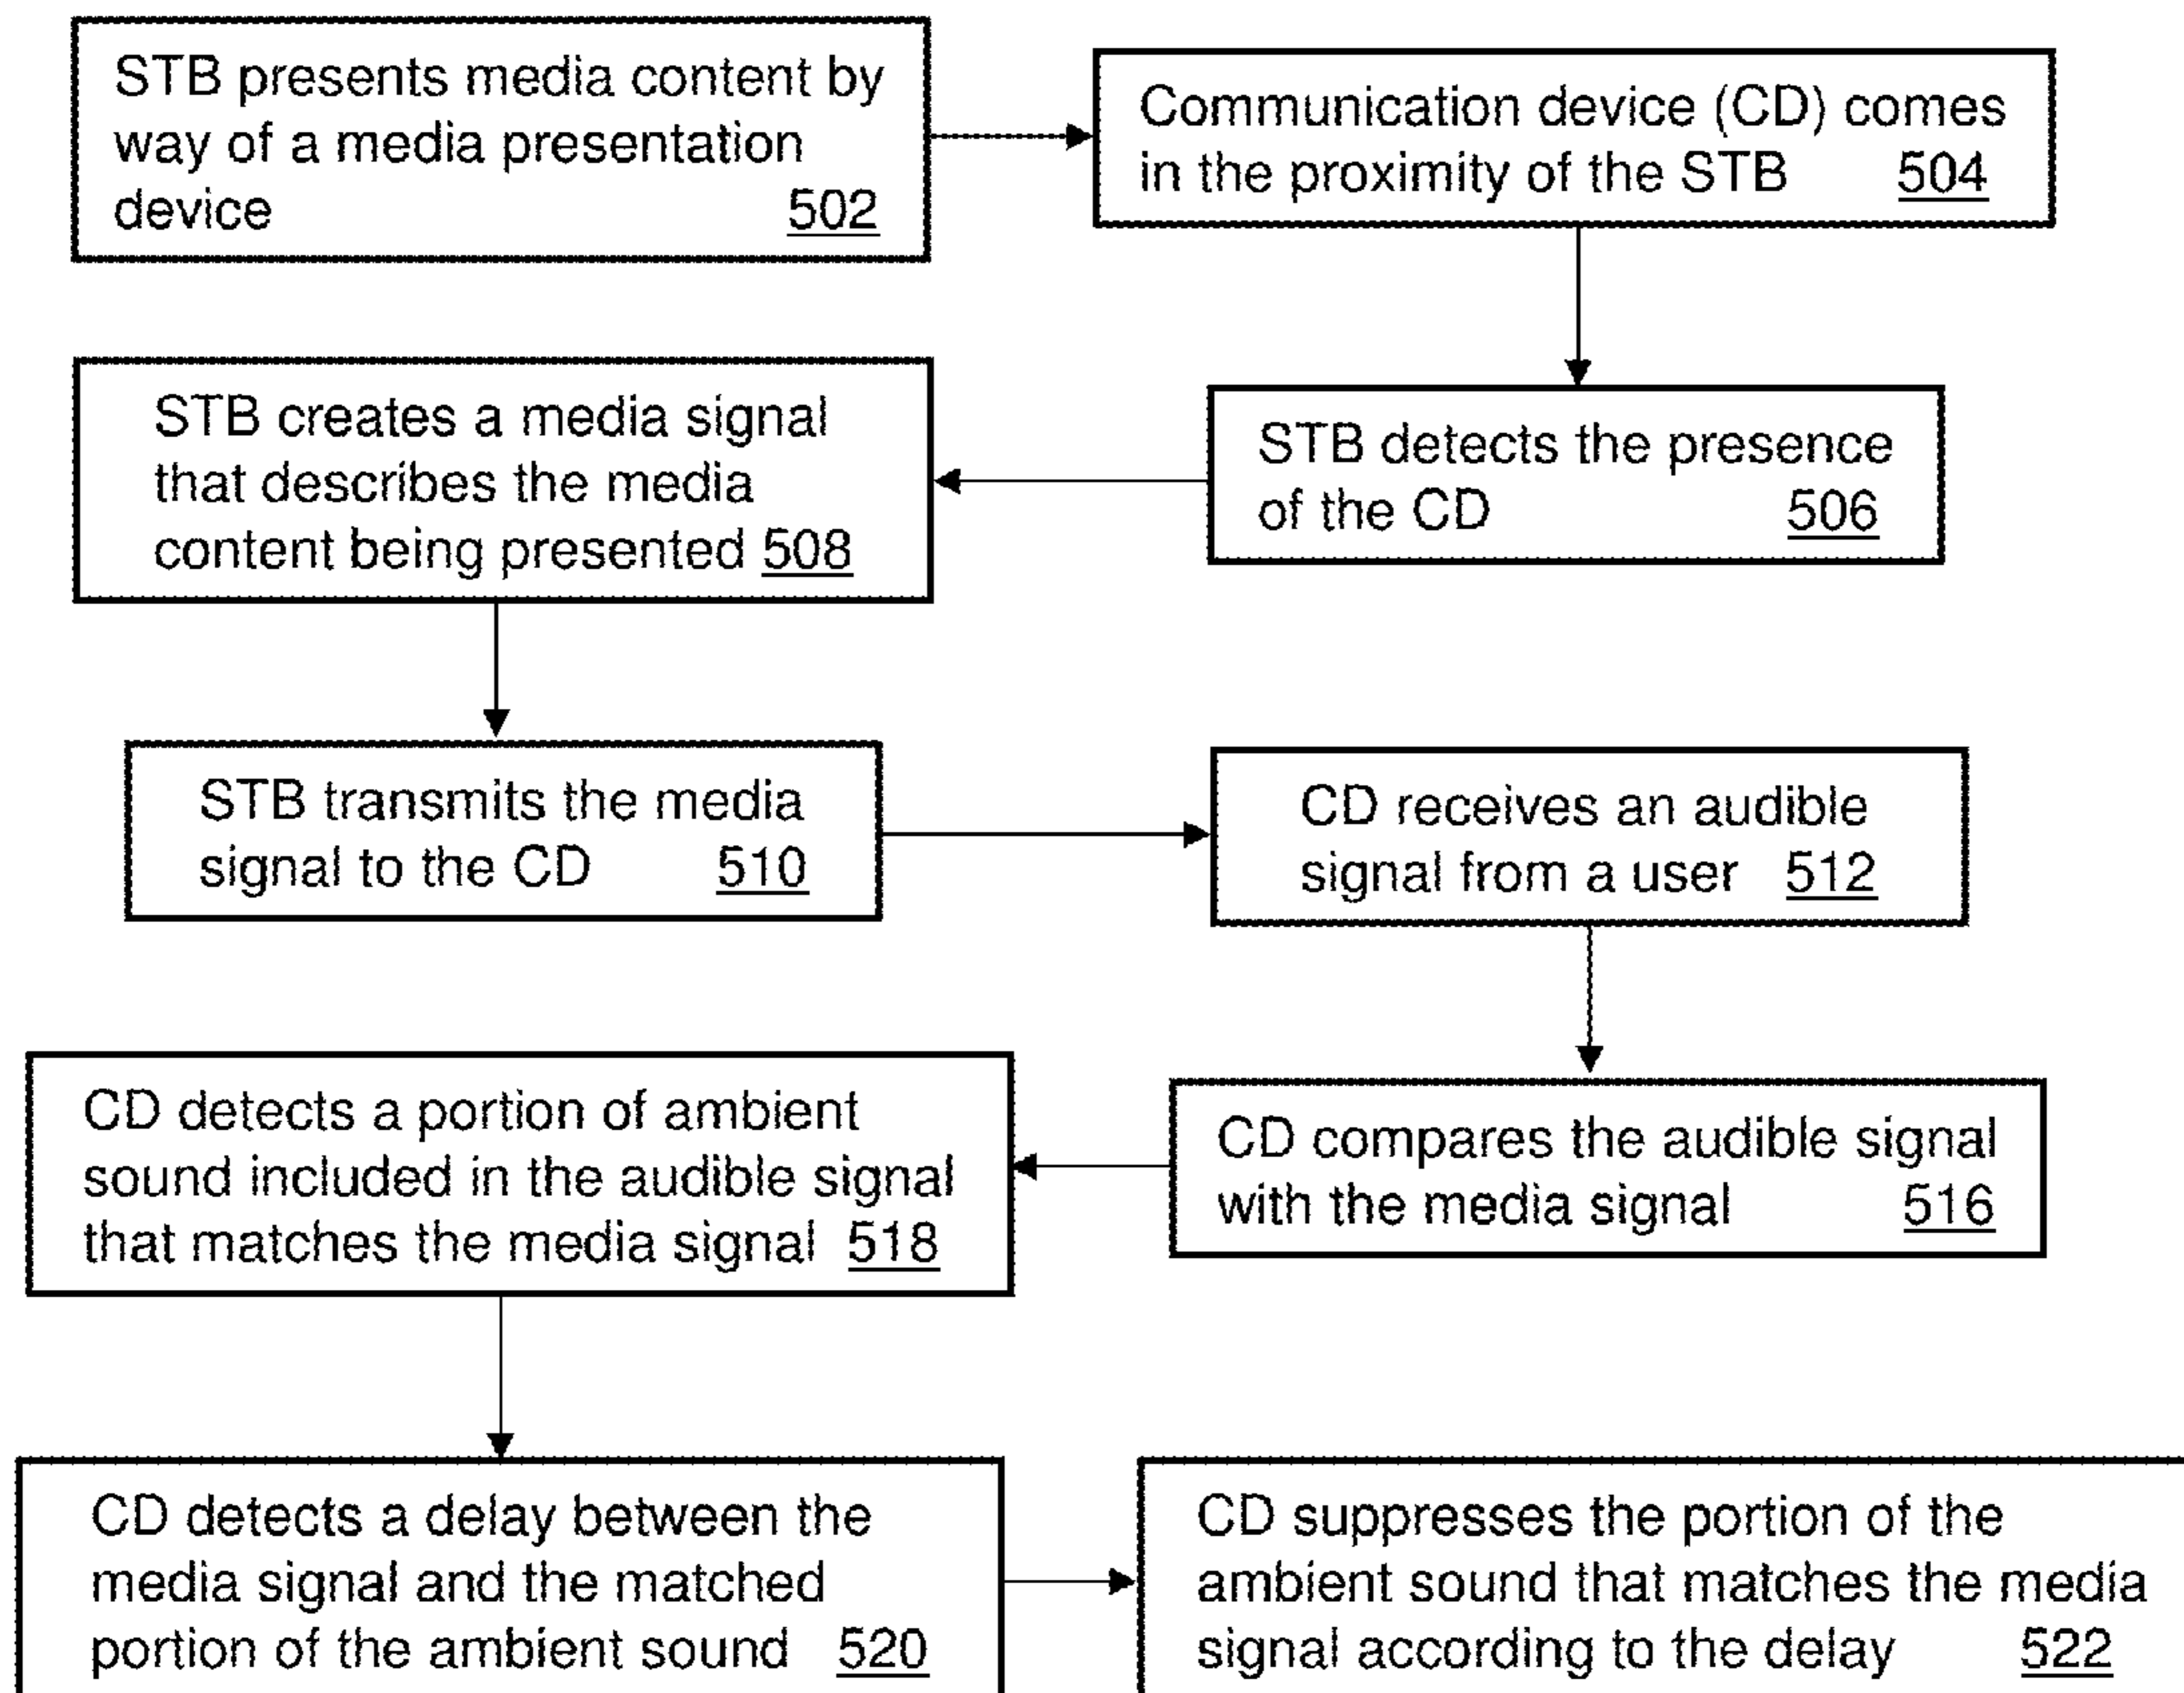 STB presents media content by
way of a media presentation
device 502
Communication device (CD) comes
in the proximity of the STB 504
STB detects the presence
of the CD 506
STB creates a media signal
that describes the media
content being presented 508
STB transmits the media
signal to the CD 510
CD receives an audible
signal from a user 512
CD compares the audible signal
with the media signal 516
CD detects a portion of ambient
sound included in the audible signal
that matches the media signal 518
CD detects a delay between the
media signal and the matched
portion of the ambient sound 520
CD suppresses the portion of the
ambient sound that matches the media
signal according to the delay 522